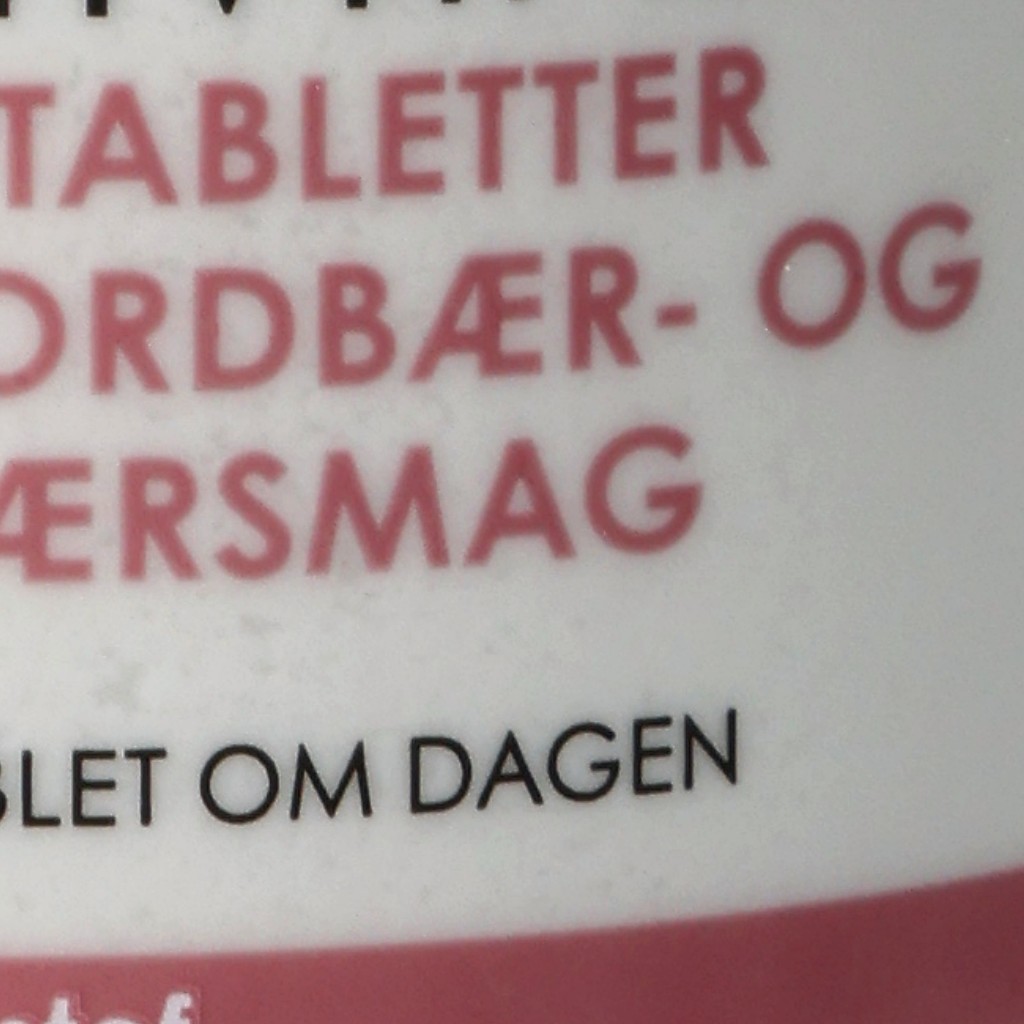 TABLETTER
ORDBÆR- OG
ÆRSMAG
BLET OM DAGEN